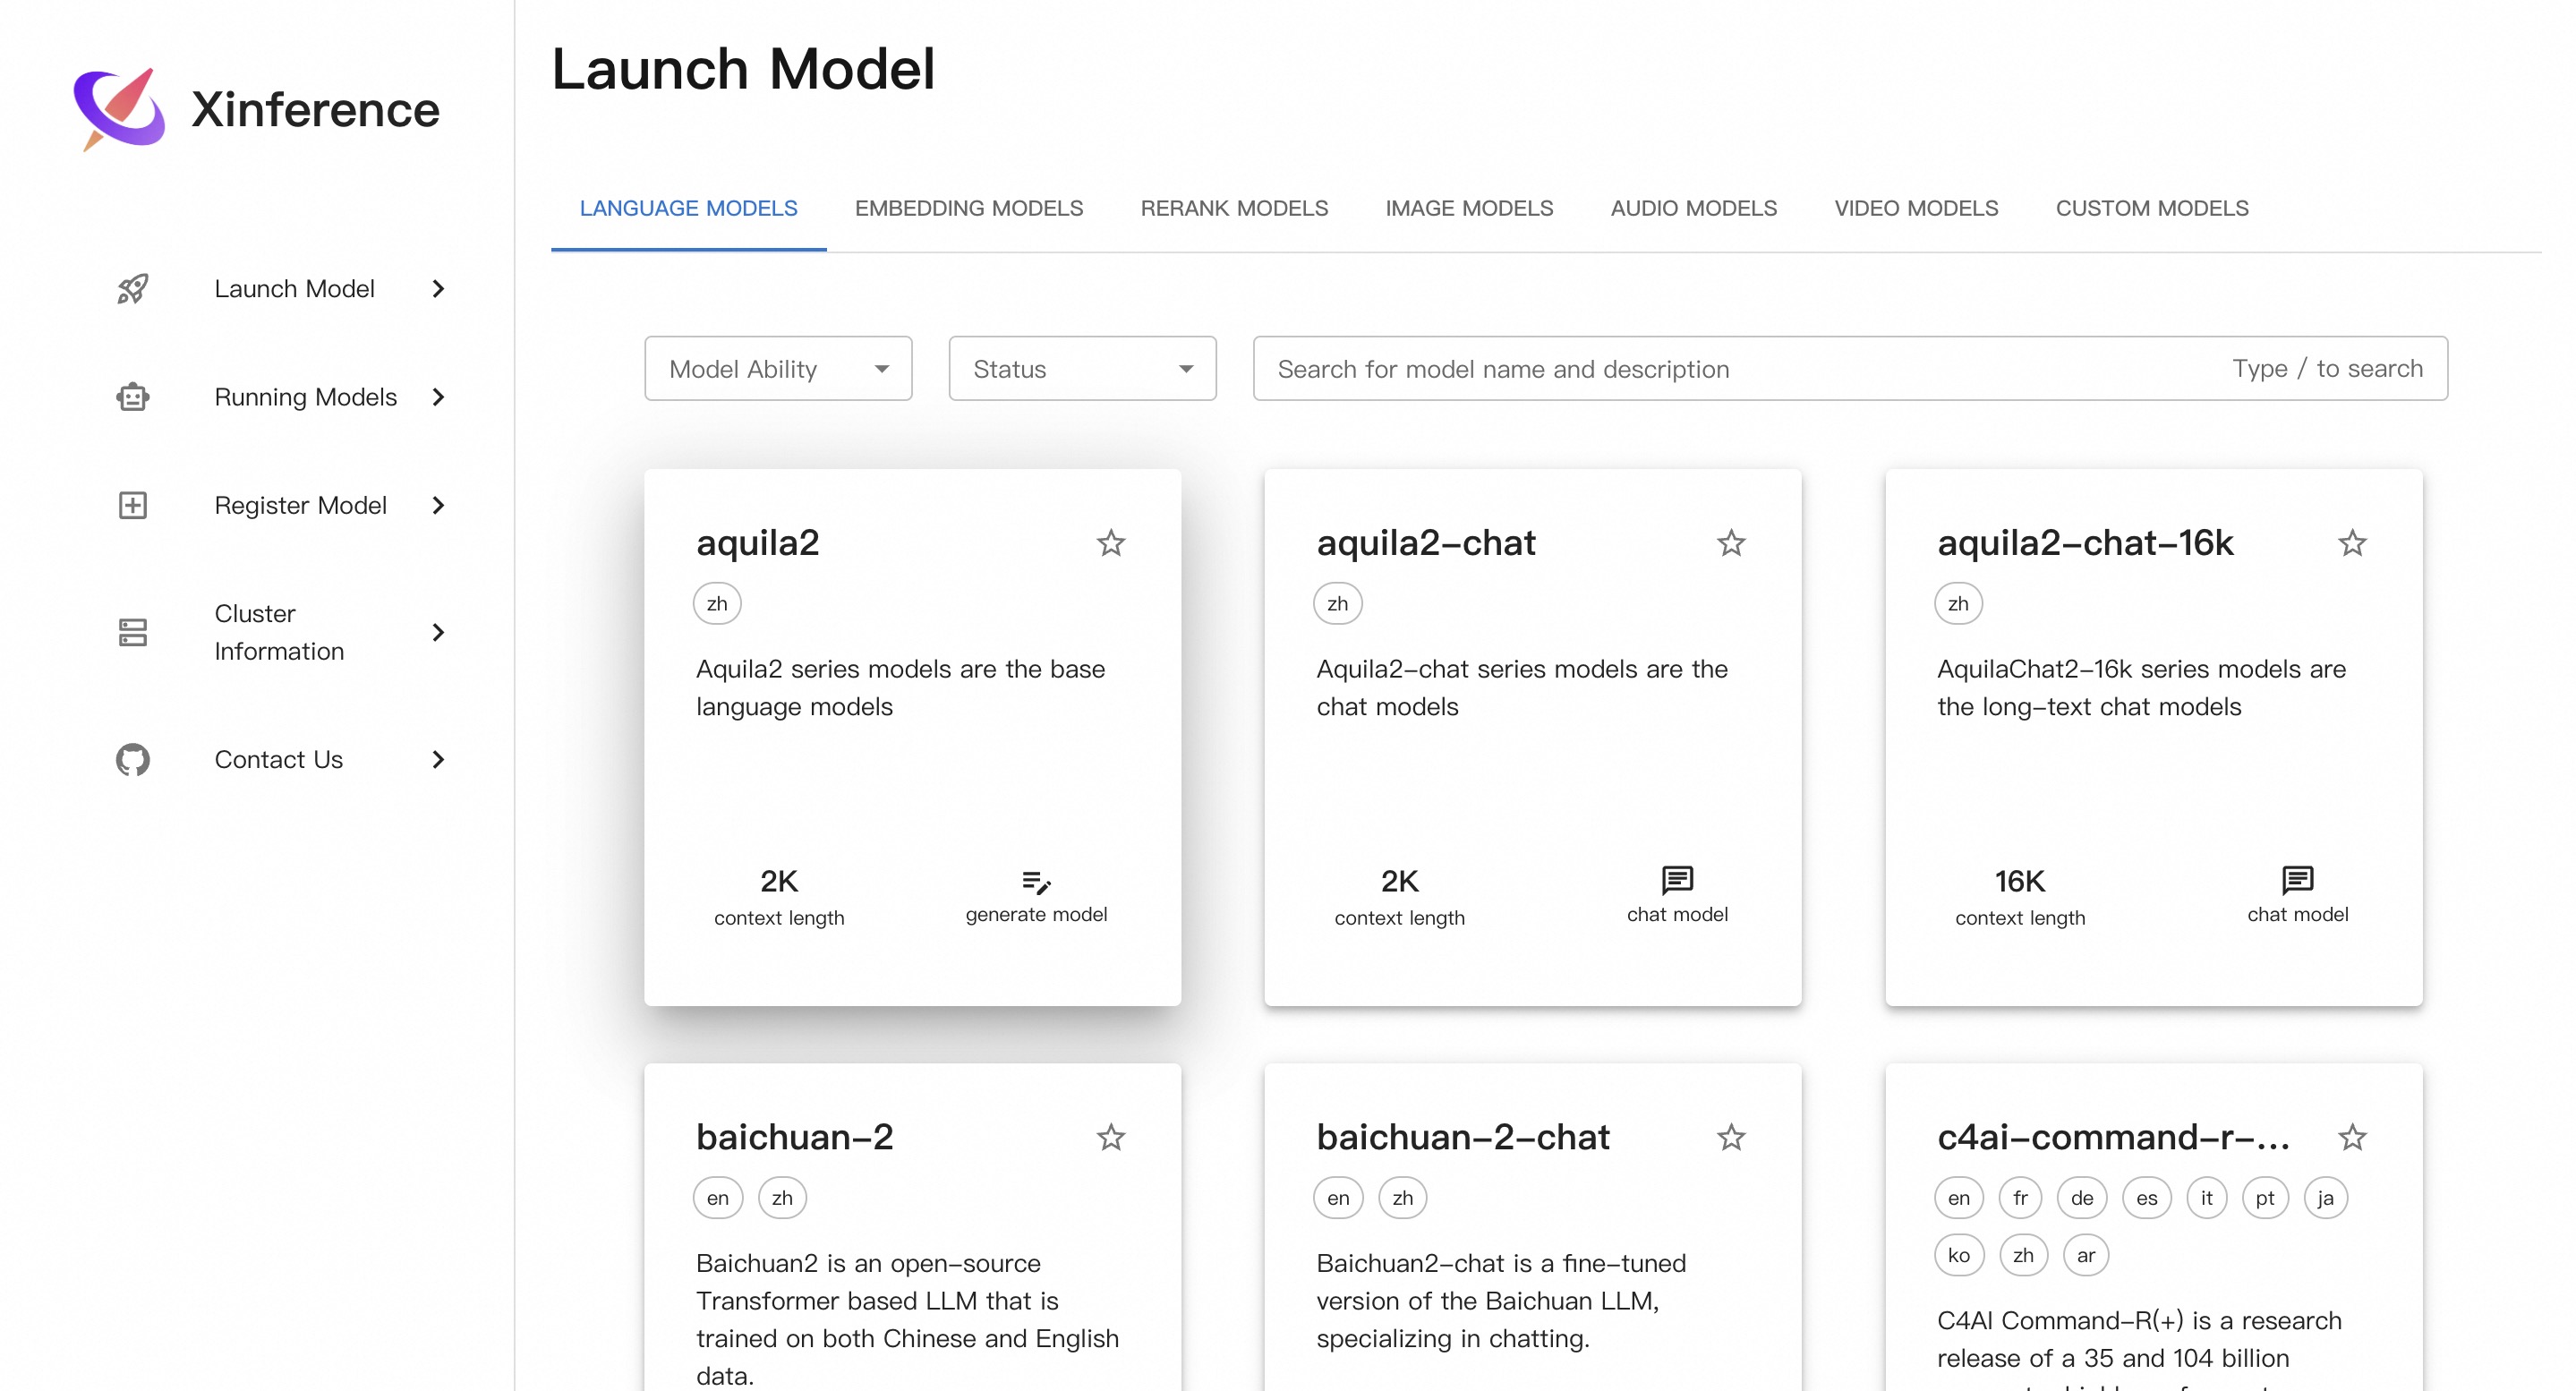 Xinference
Launch Model
Running Models
Register Model
Cluster
Information
Contact Us
Launch Model
LANGUAGE MODELS EMBEDDING MODELS RERANK MODELS IMAGE MODELS AUDIO MODELS VIDEO MODELS CUSTOM MODELS
Model Ability Status Search for model name and description Type / to search
aquila2
zh
Aquila2 series models are the base
language models
2K
context length
generate model
aquila2-chat
zh
Aquila2-chat series models are the
chat models
2K
context length
chat model
aquila2-chat-16k
zh
AquilaChat2-16k series models are
the long-text chat models
16K
context length
chat model
baichuan-2
en zh
Baichuan2 is an open-source
Transformer based LLM that is
trained on both Chinese and English
data.
baichuan-2-chat
en zh
Baichuan2-chat is a fine-tuned
version of the Baichuan LLM,
specializing in chatting.
c4ai-command-r-...
en fr de es it pt ja
ko zh ar
C4AI Command-R(+) is a research
release of a 35 and 104 billion